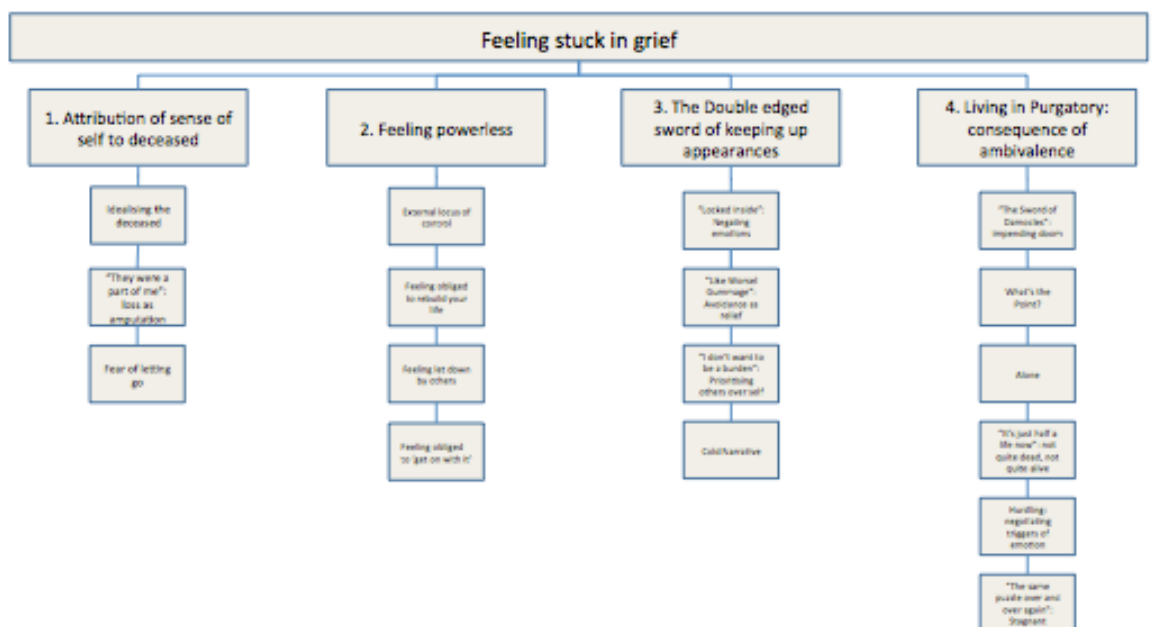 Feeling stuck in grief
1. Attribution of sense of
self to deceased
Idealising the
deceased
"They were a
part of me":
loss as
amputation
Fear of letting
go
2. Feeling powerless
External locus of
control
Feeling obliged
to rebuild your
life
Feeling let down
by others
Feeling obliged
to 'get on with it'
3. The Double edged
sword of keeping up
appearances
"Locked inside":
Negating
emotions
"Like Worzel
Gummage":
Avoidance as
relief
"I don't want to
be a burden":
Prioritising
others over self
Cold Narrative
4. Living in Purgatory:
consequence of
ambivalence
"The Sword of
Damocles":
impending doom
What's the
Point?
Alone
"It's just half a
life now": not
quite dead, not
quite alive
Hurdling:
negotiating
triggers of
emotion
"The same
puzzle over and
over again":
Stagnant